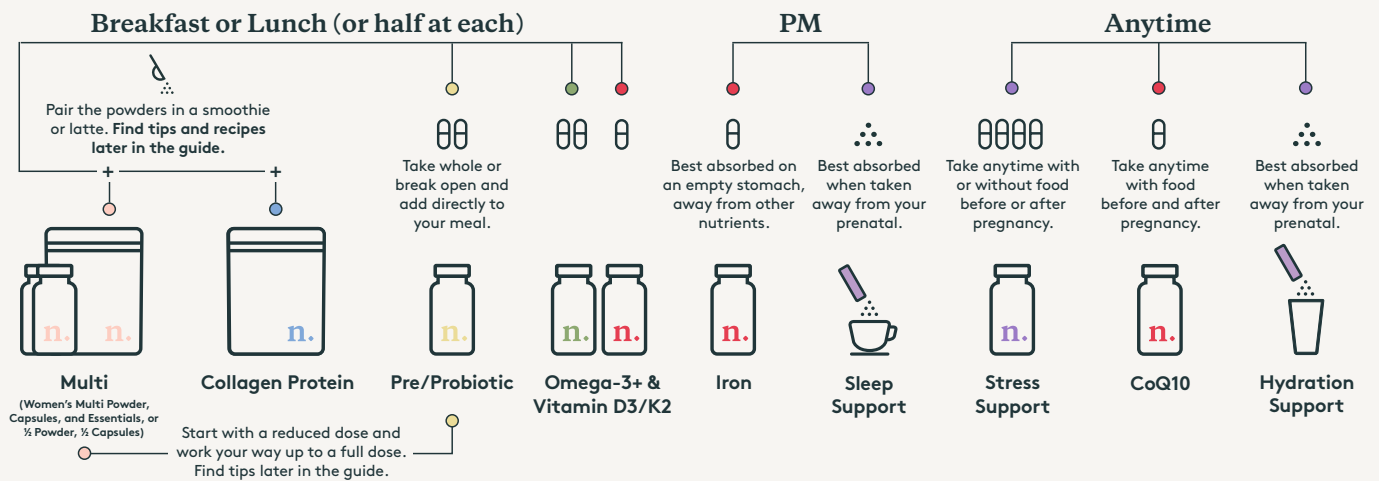 Breakfast or Lunch (or half at each)
PM
Anytime
Pair the powders in a smoothie
or latte. Find tips and recipes
later in the guide.
+
+
Take whole or
break open and
add directly to
your meal.
Best absorbed on
an empty stomach,
away from other
nutrients.
Best absorbed
when taken
away from your
prenatal.
Take anytime with
or without food
before or after
pregnancy.
Take anytime
with food
before and after
pregnancy.
Best absorbed
when taken
away from your
prenatal.
n.
n.
n.
n.
n.
n.
n.
n.
n.
Multi
(Women's Multi Powder,
Capsules, and Essentials, or
½ Powder, ½ Capsules)
Collagen Protein
Pre/Probiotic
Omega-3+ &
Vitamin D3/K2
Iron
Sleep
Support
Stress
Support
CoQ10
Hydration
Support
Start with a reduced dose and
work your way up to a full dose.
Find tips later in the guide.